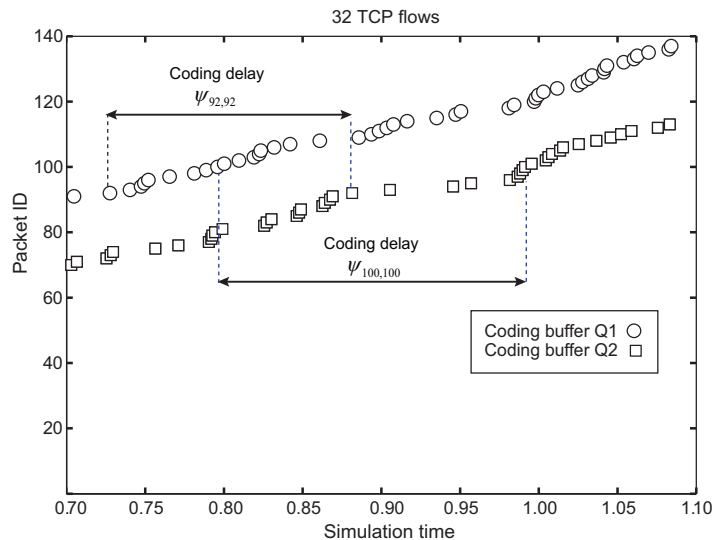 32 TCP flows
140
120
100
80
60
40
20
0
0.70 0.75 0.80 0.85 0.90 0.95 1.00 1.05 1.10
Packet ID
Simulation time
Coding delay
ψ92,92
Coding delay
ψ100,100
Coding buffer Q1
Coding buffer Q2